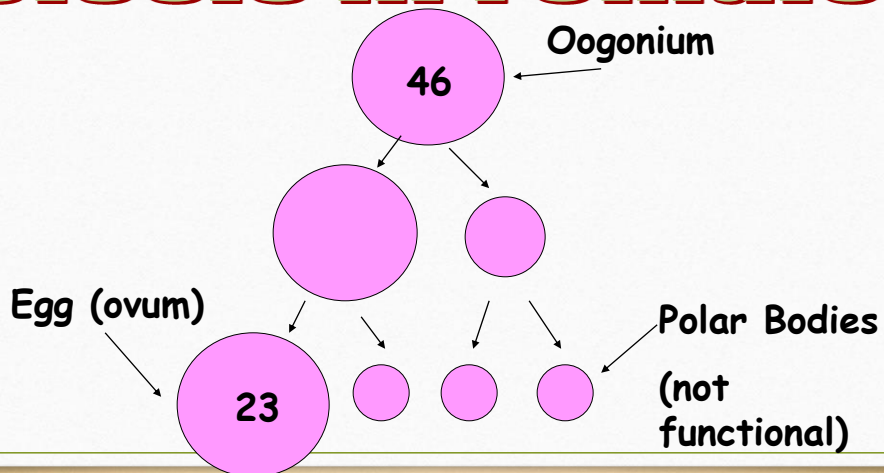 Oogonium
46
Egg (ovum)
Polar Bodies
(not
functional)
23